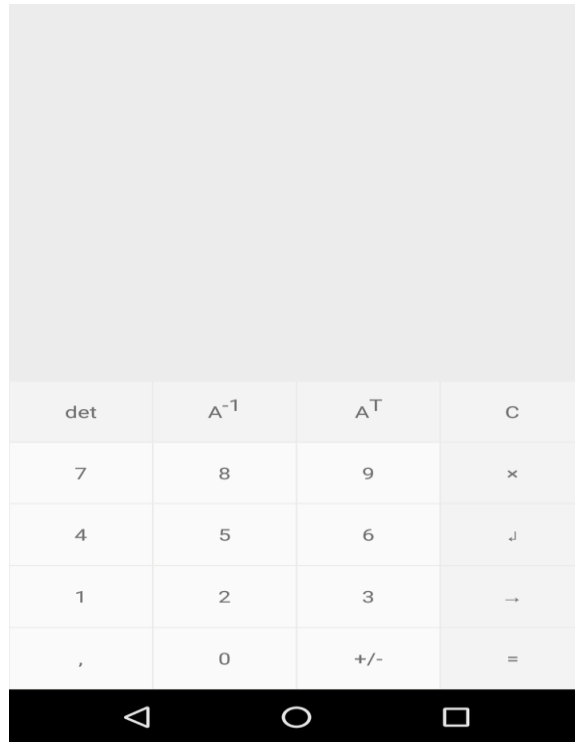 det A⁻¹ Aᵀ C
7 8 9 ×
4 5 6 ↲
1 2 3 →
, 0 +/- =